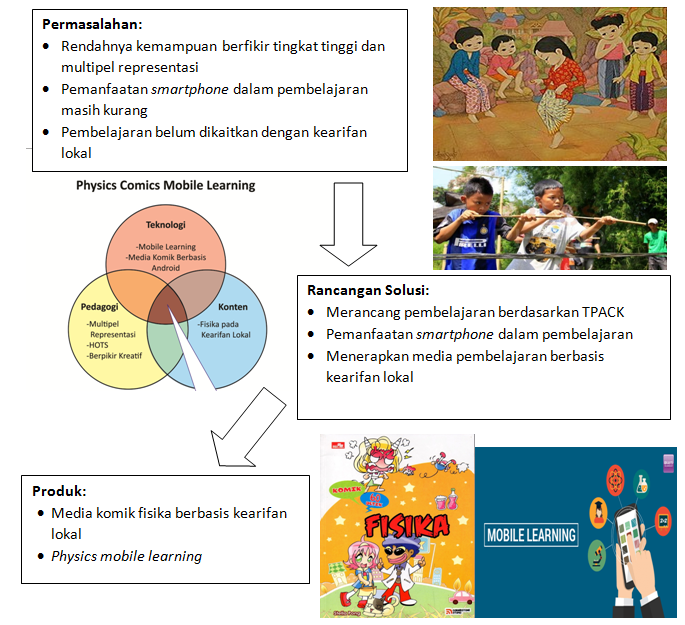 Permasalahan:
• Rendahnya kemampuan berfikir tingkat tinggi dan
multipel representasi
• Pemanfaatan smartphone dalam pembelajaran
masih kurang
• Pembelajaran belum dikaitkan dengan kearifan
lokal
Physics Comics Mobile Learning
Teknologi
-Mobile Learning
-Media Komik Berbasis
Android
Pedagogi
-Multipel
Representasi
-HOTS
-Berpikir Kreatif
Konten
-Fisika pada
Kearifan Lokal
Rancangan Solusi:
• Merancang pembelajaran berdasarkan TPACK
• Pemanfaatan smartphone dalam pembelajaran
• Menerapkan media pembelajaran berbasis
kearifan lokal
Produk:
• Media komik fisika berbasis kearifan
lokal
• Physics mobile learning
KOMIK
FISIKA
MOBILE LEARNING